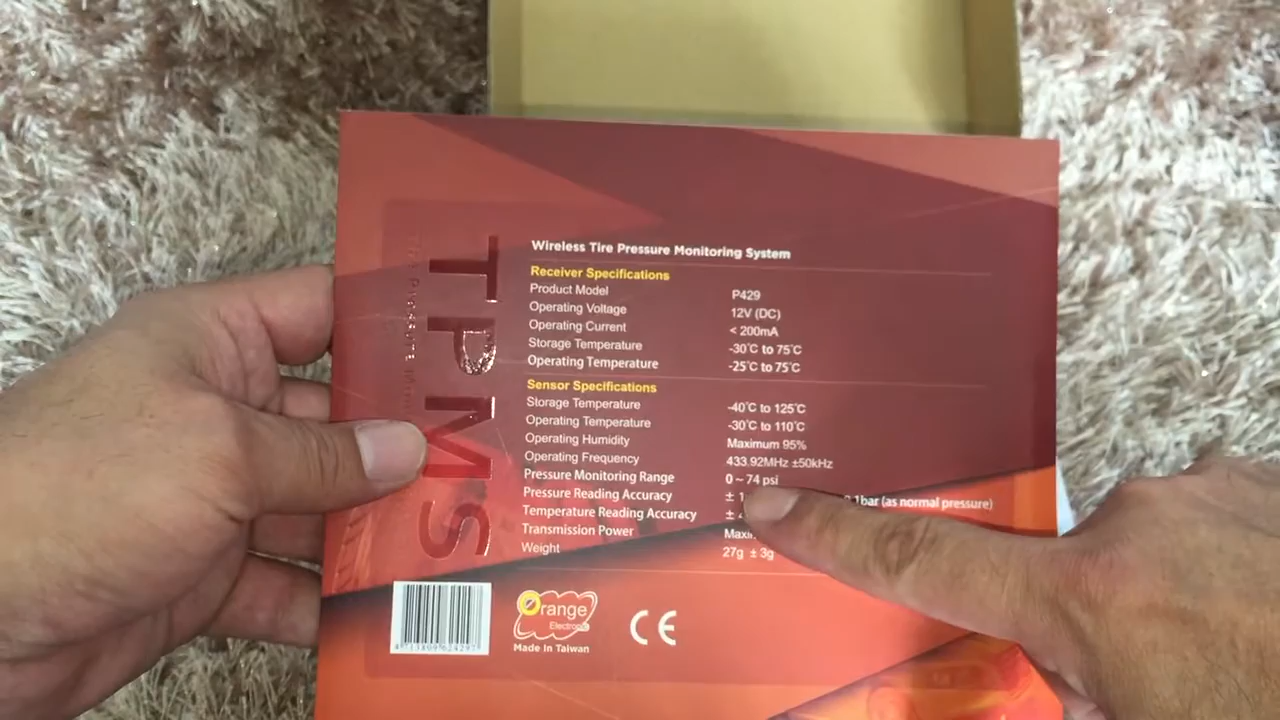 Wireless Tire Pressure Monitoring System
Receiver Specifications
Product Model P429
Operating Voltage 12V (DC)
Operating Current < 200mA
Storage Temperature -30℃ to 75℃
Operating Temperature -25℃ to 75℃
Sensor Specifications
Storage Temperature -40℃ to 125℃
Operating Temperature -30℃ to 110℃
Operating Humidity Maximum 95%
Operating Frequency 433.92MHz ±50kHz
Pressure Monitoring Range 0 ~ 74 psi
Pressure Reading Accuracy ± (as normal pressure)
Temperature Reading Accuracy ±
Transmission Power
Weight 27g ± 3g
TPMS
Orange
Electronic
Made In Taiwan
CE